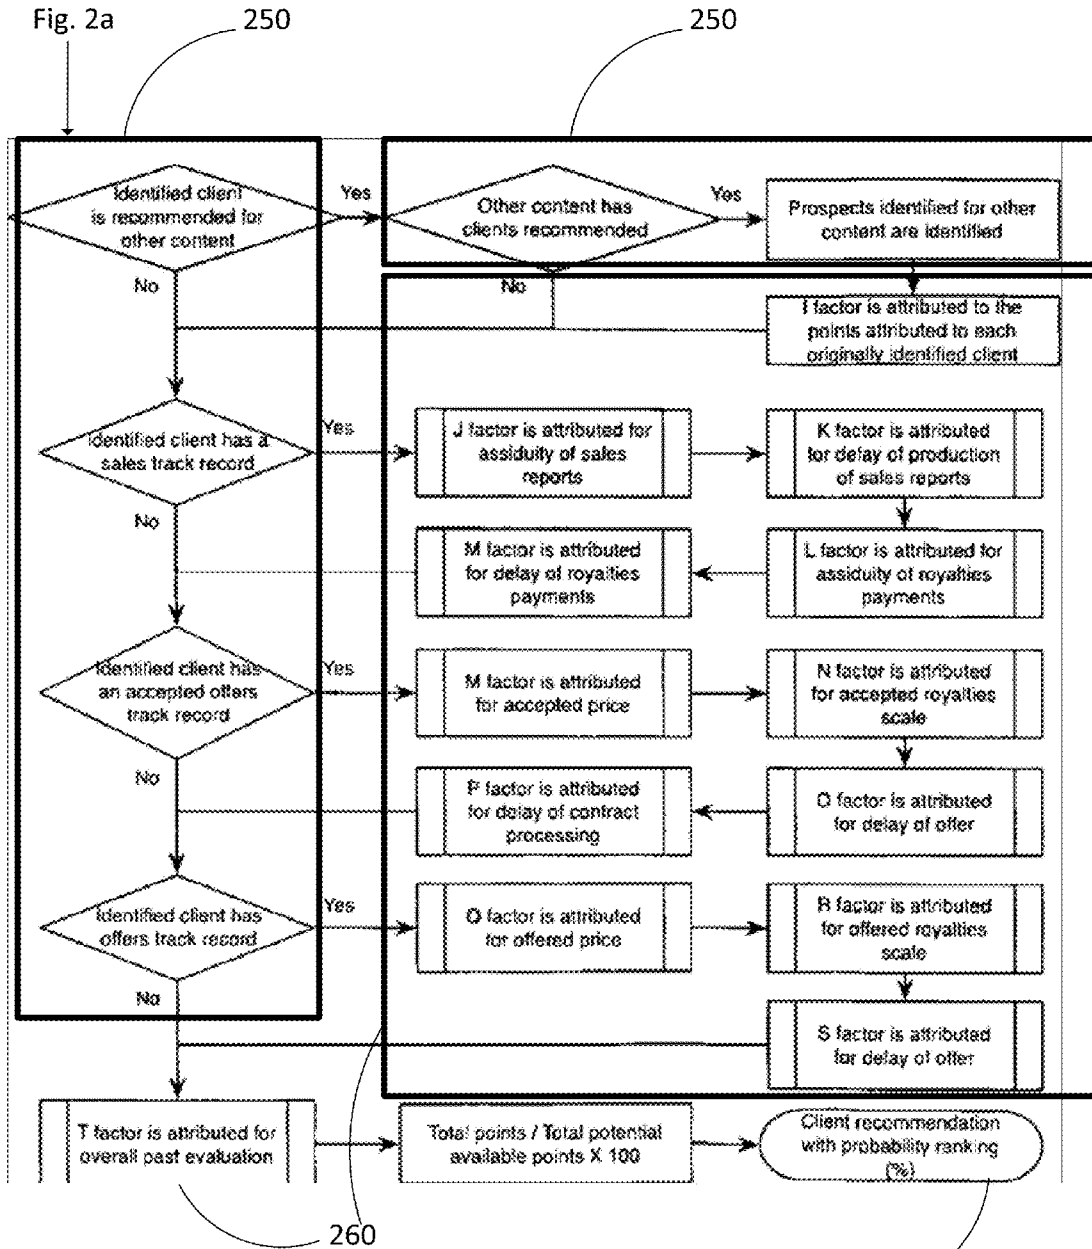 Fig. 2a
250
250
Identified client
is recommended for
other content
Yes
Other content has
clients recommended
Yes
Prospects identified for other
content are identified
No
No
I factor is attributed to the
points attributed to each
originally identified client
Identified client has a
sales track record
Yes
J factor is attributed for
assiduity of sales
reports
K factor is attributed
for delay of production
of sales reports
No
M factor is attributed
for delay of royalties
payments
L factor is attributed for
assiduity of royalties
payments
Identified client has
an accepted offers
track record
Yes
M factor is attributed
for accepted price
N factor is attributed
for accepted royalties
scale
No
P factor is attributed
for delay of contract
processing
O factor is attributed
for delay of offer
Identified client has
offers track record
Yes
Q factor is attributed
for offered price
R factor is attributed
for offered royalties
scale
No
S factor is attributed
for delay of offer
T factor is attributed for
overall past evaluation
Total points / Total potential
available points X 100
Client recommendation
with probability ranking
(%)
260